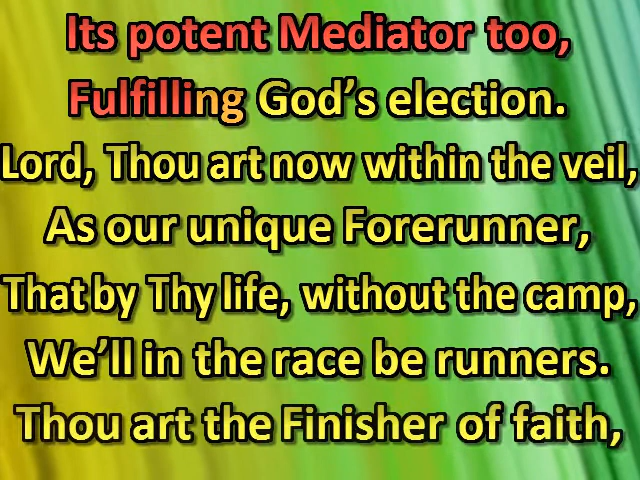 Its potent Mediator too,
Fulfilling God’s election.
Lord, Thou art now within the veil,
As our unique Forerunner,
That by Thy life, without the camp,
We’ll in the race be runners.
Thou art the Finisher of faith,